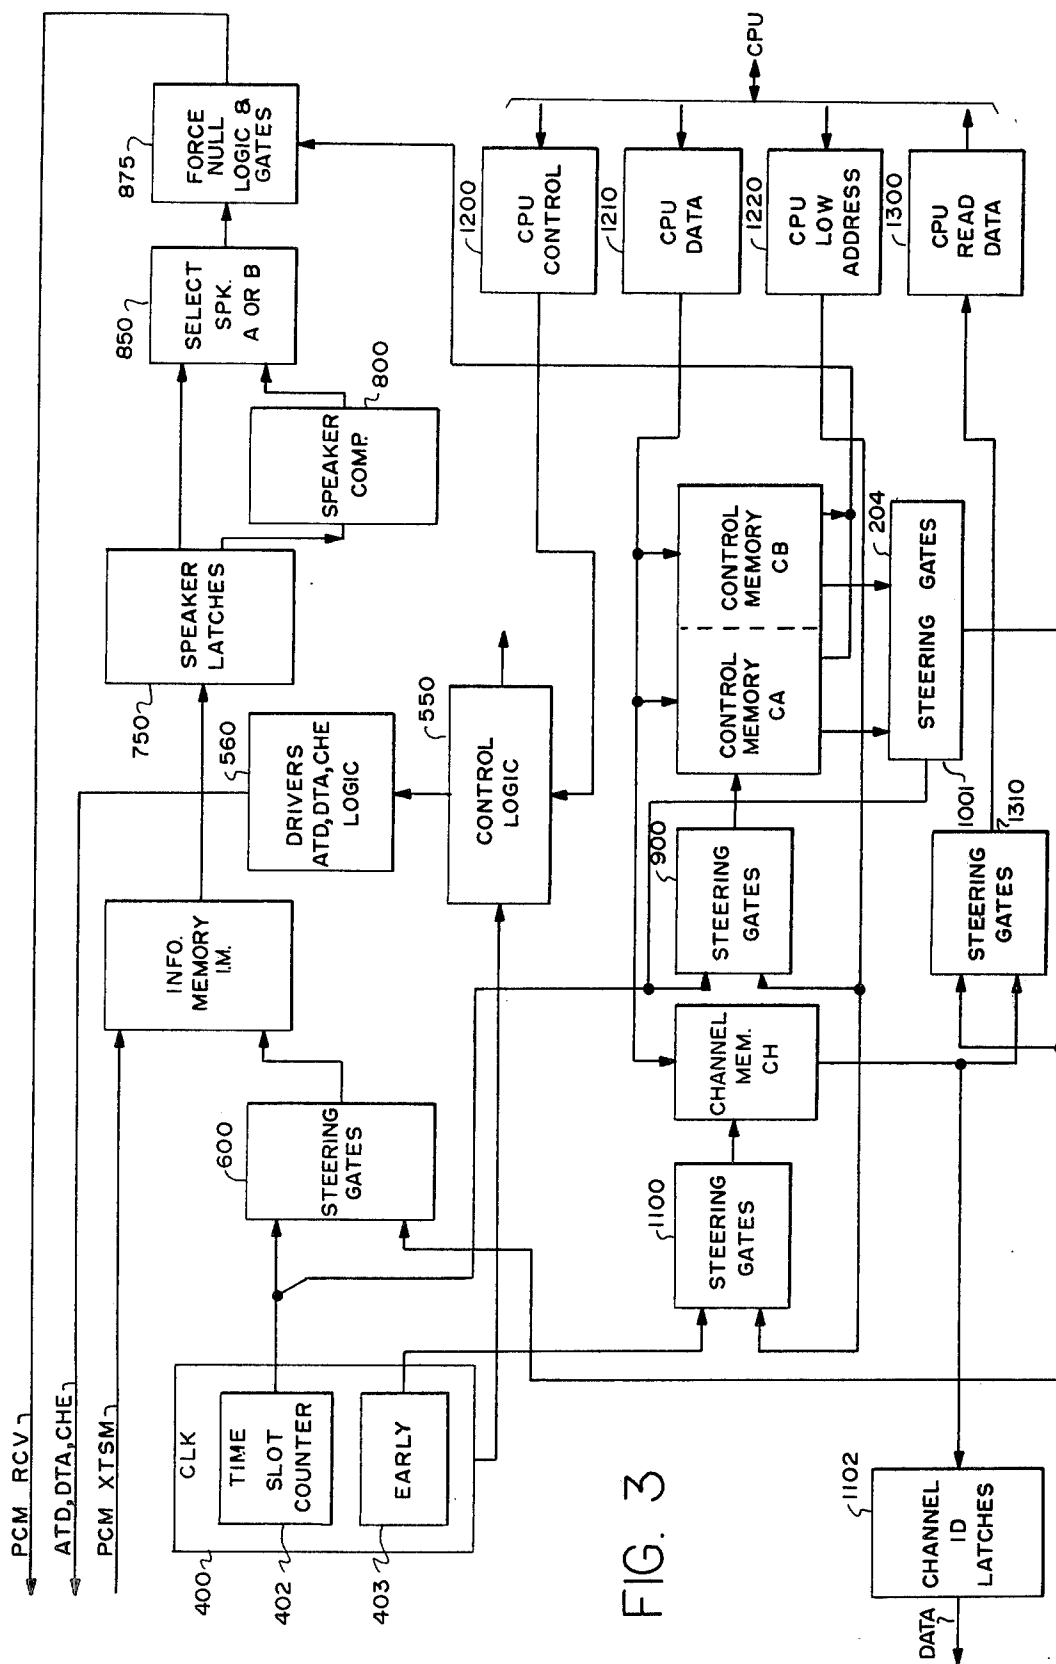 PCM RCV
ATD, DTA, CHE
PCM XTSM
CLK
400
TIME
SLOT
COUNTER
402
EARLY
403
600
STEERING
GATES
INFO.
MEMORY
I.M.
750
SPEAKER
LATCHES
SPEAKER
COMP.
800
850
SELECT
SPK.
A OR B
875
FORCE
NULL
LOGIC &
GATES
560
DRIVERS
ATD, DTA, CHE
LOGIC
550
CONTROL
LOGIC
1200
CPU
CONTROL
1210
CPU
DATA
1220
CPU
LOW
ADDRESS
1300
CPU
READ
DATA
CPU
1100
STEERING
GATES
CHANNEL
MEM.
CH
900
STEERING
GATES
CONTROL
MEMORY
CA
CONTROL
MEMORY
CB
204
STEERING GATES
1001
1310
STEERING
GATES
1102
CHANNEL
ID
LATCHES
DATA
FIG. 3